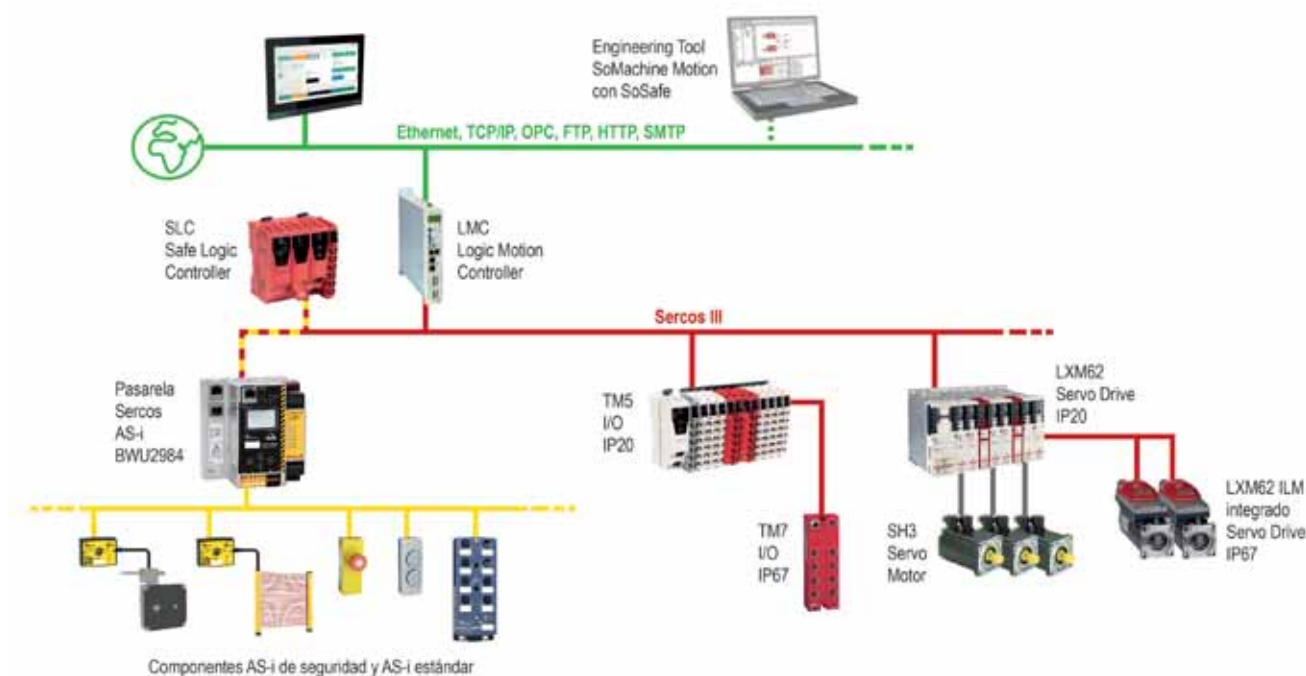 Engineering Tool
SoMachine Motion
con SoSafe
Ethernet, TCP/IP, OPC, FTP, HTTP, SMTP
SLC
Safe Logic
Controller
LMC
Logic Motion
Controller
Sercos III
Pasarela
Sercos
AS-i
BWU2984
TM5
I/O
IP20
LXM62
Servo Drive
IP20
TM7
I/O
IP67
SH3
Servo
Motor
LXM62 ILM
integrado
Servo Drive
IP67
Componentes AS-i de seguridad y AS-i estándar